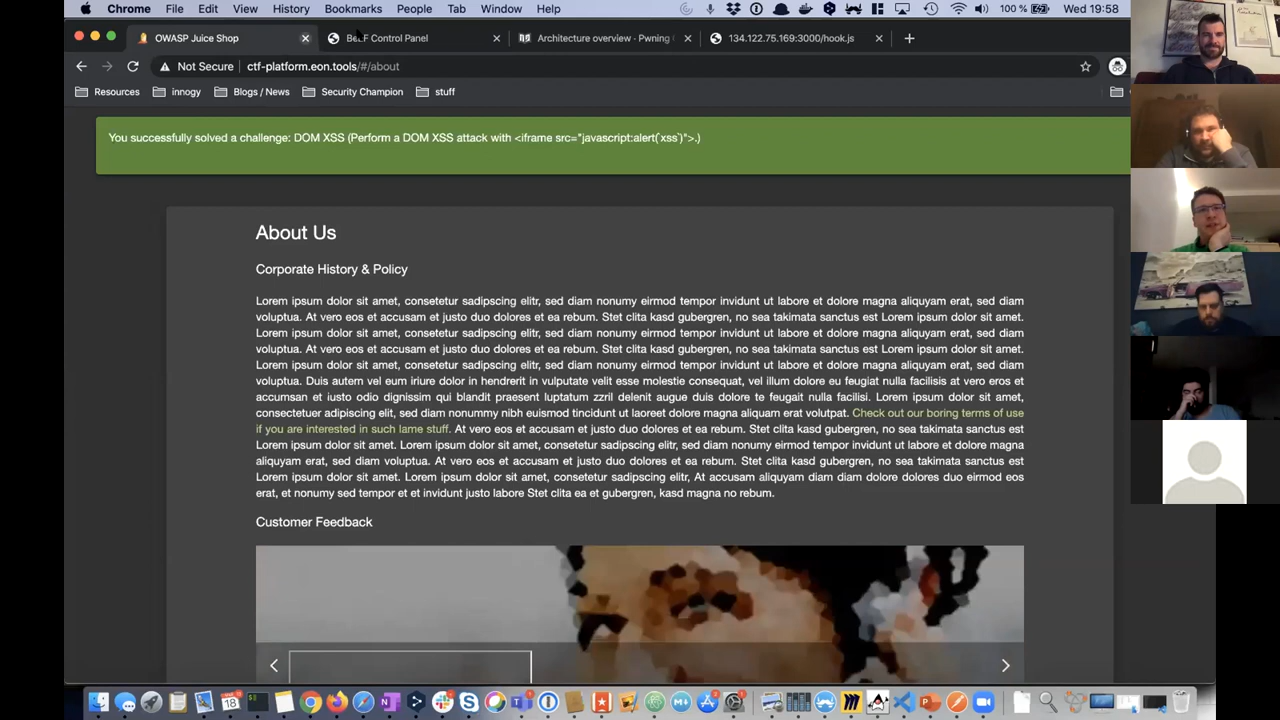 Chrome File Edit View History Bookmarks People Tab Window Help 100 % Wed 19:58
OWASP Juice Shop BeEF Control Panel Architecture overview · Pwning 134.122.75.169:3000/hook.js
Not Secure ctf-platform.eon.tools/#/about
Resources innogy Blogs / News Security Champion stuff
You successfully solved a challenge: DOM XSS (Perform a DOM XSS attack with <iframe src="javascript:alert(`xss`)">.)
About Us
Corporate History & Policy
Lorem ipsum dolor sit amet, consetetur sadipscing elitr, sed diam nonumy eirmod tempor invidunt ut labore et dolore magna aliquyam erat, sed diam
voluptua. At vero eos et accusam et justo duo dolores et ea rebum. Stet clita kasd gubergren, no sea takimata sanctus est Lorem ipsum dolor sit amet.
Lorem ipsum dolor sit amet, consetetur sadipscing elitr, sed diam nonumy eirmod tempor invidunt ut labore et dolore magna aliquyam erat, sed diam
voluptua. At vero eos et accusam et justo duo dolores et ea rebum. Stet clita kasd gubergren, no sea takimata sanctus est Lorem ipsum dolor sit amet.
Lorem ipsum dolor sit amet, consetetur sadipscing elitr, sed diam nonumy eirmod tempor invidunt ut labore et dolore magna aliquyam erat, sed diam
voluptua. Duis autem vel eum iriure dolor in hendrerit in vulputate velit esse molestie consequat, vel illum dolore eu feugiat nulla facilisis at vero eros et
accumsan et iusto odio dignissim qui blandit praesent luptatum zzril delenit augue duis dolore te feugait nulla facilisi. Lorem ipsum dolor sit amet,
consectetuer adipiscing elit, sed diam nonummy nibh euismod tincidunt ut laoreet dolore magna aliquam erat volutpat. Check out our boring terms of use
if you are interested in such lame stuff. At vero eos et accusam et justo duo dolores et ea rebum. Stet clita kasd gubergren, no sea takimata sanctus est
Lorem ipsum dolor sit amet. Lorem ipsum dolor sit amet, consetetur sadipscing elitr, sed diam nonumy eirmod tempor invidunt ut labore et dolore magna
aliquyam erat, sed diam voluptua. At vero eos et accusam et justo duo dolores et ea rebum. Stet clita kasd gubergren, no sea takimata sanctus est Lorem
ipsum dolor sit amet. Lorem ipsum dolor sit amet, consetetur sadipscing elitr, At accusam aliquyam diam diam dolore dolores duo eirmod eos
erat, et nonumy sed tempor et et invidunt justo labore Stet clita ea et gubergren, kasd magna no rebum.
Customer Feedback
18